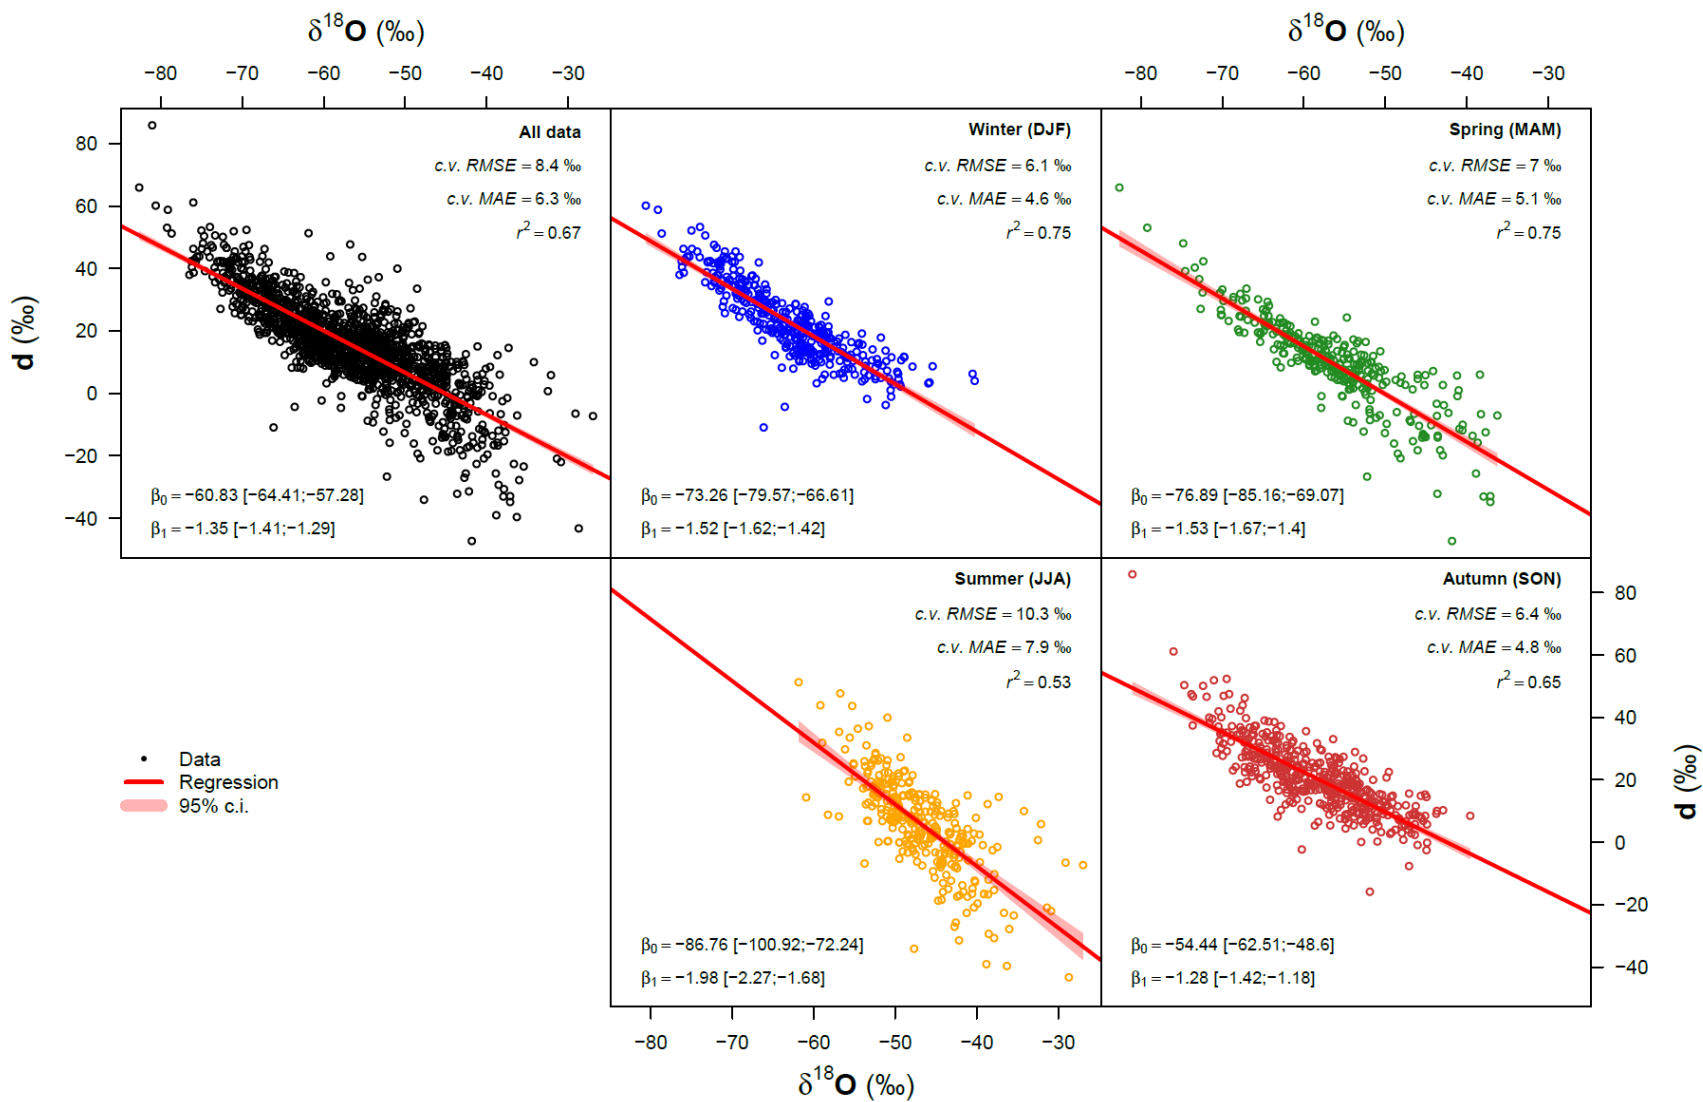 δ18O (‰)
δ18O (‰)
−80 −70 −60 −50 −40 −30
−80 −70 −60 −50 −40 −30
All data
c.v. RMSE = 8.4 ‰
c.v. MAE = 6.3 ‰
r2 = 0.67
β0 = −60.83 [−64.41;−57.28]
β1 = −1.35 [−1.41;−1.29]
80
60
40
20
0
−20
−40
d (‰)
Winter (DJF)
c.v. RMSE = 6.1 ‰
c.v. MAE = 4.6 ‰
r2 = 0.75
β0 = −73.26 [−79.57;−66.61]
β1 = −1.52 [−1.62;−1.42]
Spring (MAM)
c.v. RMSE = 7 ‰
c.v. MAE = 5.1 ‰
r2 = 0.75
β0 = −76.89 [−85.16;−69.07]
β1 = −1.53 [−1.67;−1.4]
Data
Regression
95% c.i.
Summer (JJA)
c.v. RMSE = 10.3 ‰
c.v. MAE = 7.9 ‰
r2 = 0.53
β0 = −86.76 [−100.92;−72.24]
β1 = −1.98 [−2.27;−1.68]
Autumn (SON)
c.v. RMSE = 6.4 ‰
c.v. MAE = 4.8 ‰
r2 = 0.65
β0 = −54.44 [−62.51;−48.6]
β1 = −1.28 [−1.42;−1.18]
80
60
40
20
0
−20
−40
d (‰)
−80 −70 −60 −50 −40 −30
δ18O (‰)